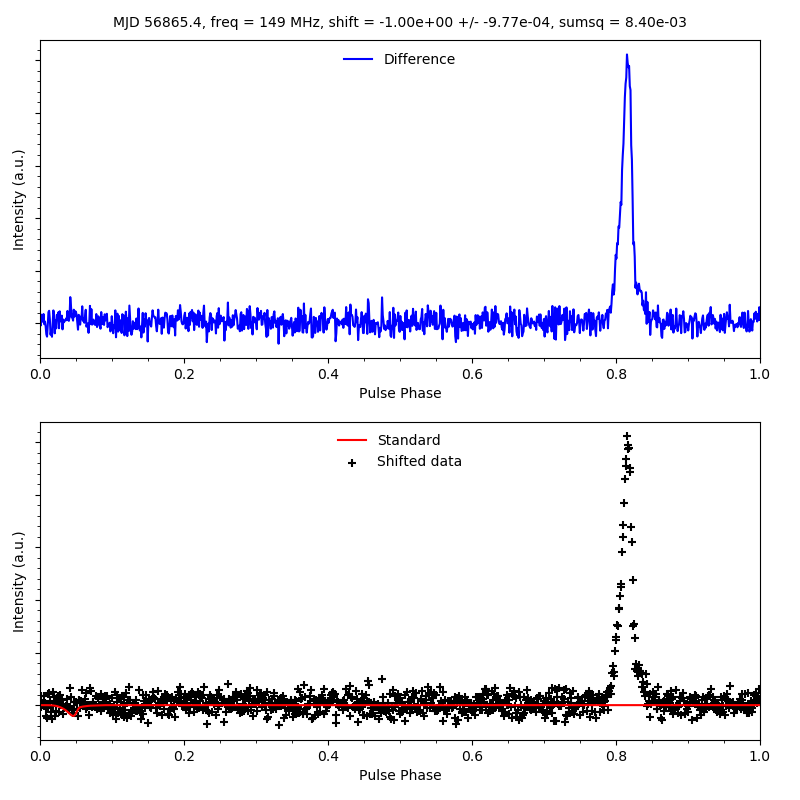 MJD 56865.4, freq = 149 MHz, shift = -1.00e+00 +/- -9.77e-04, sumsq = 8.40e-03
Difference
Intensity (a.u.)
0.0 0.2 0.4 0.6 0.8 1.0
Pulse Phase
Standard
Shifted data
Intensity (a.u.)
0.0 0.2 0.4 0.6 0.8 1.0
Pulse Phase